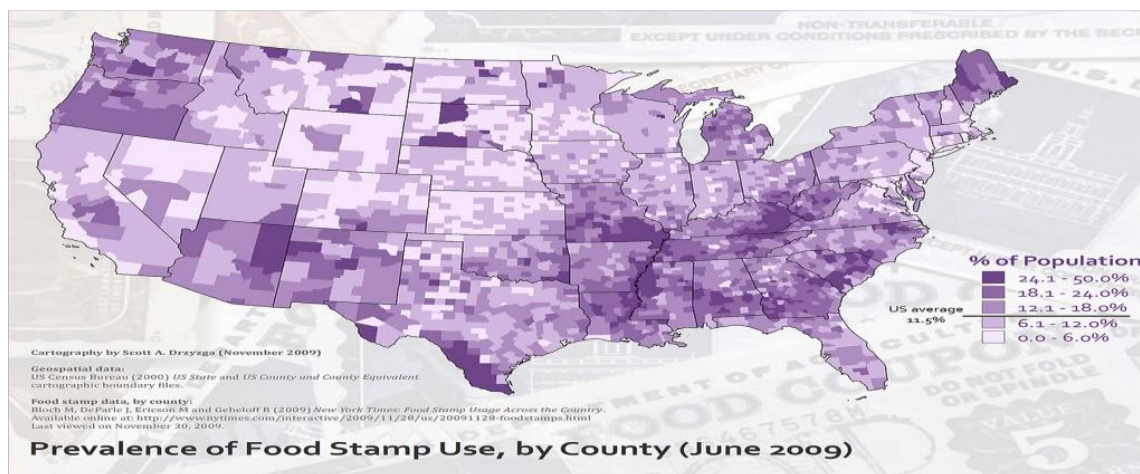 NON-TRANSFERABLE
EXCEPT UNDER CONDITIONS PRESCRIBED BY THE SEC
% of Population
24.1 - 50.0%
18.1 - 24.0%
12.1 - 18.0%
US average
11.5%
6.1 - 12.0%
0.0 - 6.0%
Cartography by Scott A. Drzyzga (November 2009)
Geospatial data:
US Census Bureau (2000) US State and US County and County Equivalent
cartographic boundary files.
Food stamp data, by county:
Bloch M, DeParle J, Ericson M and Gebeloff R (2009) New York Times: Food Stamp Usage Across the Country.
Available online at: http://www.nytimes.com/interactive/2009/11/28/us/20091128-foodstamps.html
Last viewed on November 30, 2009.
Prevalence of Food Stamp Use, by County (June 2009)